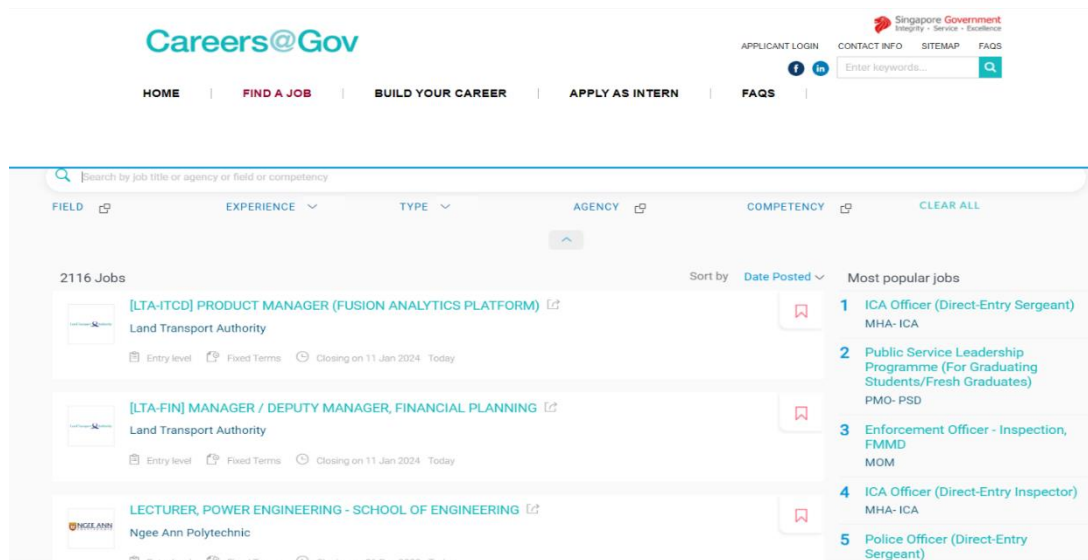 Careers@Gov
Singapore Government
Integrity · Service · Excellence
APPLICANT LOGIN CONTACT INFO SITEMAP FAQS
Enter keywords...
HOME FIND A JOB BUILD YOUR CAREER APPLY AS INTERN FAQS
Search by job title or agency or field or competency
FIELD EXPERIENCE TYPE AGENCY COMPETENCY CLEAR ALL
2116 Jobs
Sort by Date Posted
[LTA-ITCD] PRODUCT MANAGER (FUSION ANALYTICS PLATFORM)
Land Transport Authority
Entry level Fixed Terms Closing on 11 Jan 2024 Today
[LTA-FIN] MANAGER / DEPUTY MANAGER, FINANCIAL PLANNING
Land Transport Authority
Entry level Fixed Terms Closing on 11 Jan 2024 Today
NGEE ANN
LECTURER, POWER ENGINEERING - SCHOOL OF ENGINEERING
Ngee Ann Polytechnic
Most popular jobs
1 ICA Officer (Direct-Entry Sergeant)
MHA- ICA
2 Public Service Leadership
Programme (For Graduating
Students/Fresh Graduates)
PMO- PSD
3 Enforcement Officer - Inspection,
FMMD
MOM
4 ICA Officer (Direct-Entry Inspector)
MHA- ICA
5 Police Officer (Direct-Entry
Sergeant)